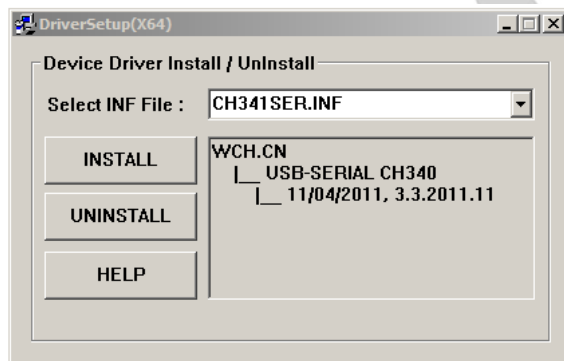 DriverSetup(X64)
Device Driver Install / UnInstall
Select INF File :
CH341SER.INF
INSTALL
UNINSTALL
HELP
WCH.CN
|__ USB-SERIAL CH340
|__ 11/04/2011, 3.3.2011.11